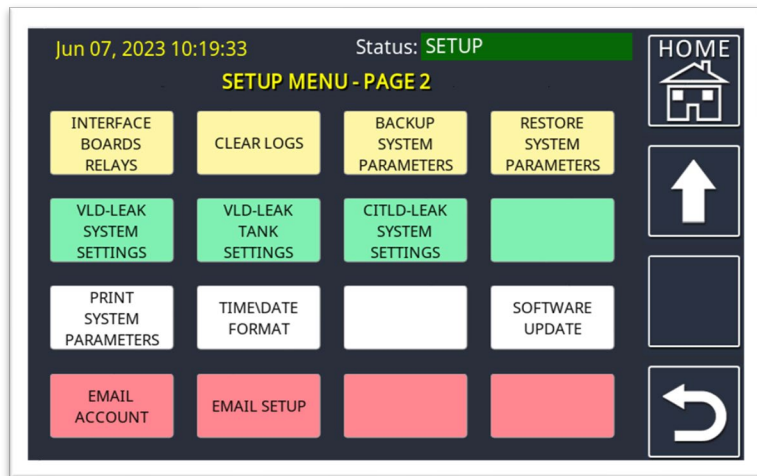 Jun 07, 2023 10:19:33
Status: SETUP
HOME
SETUP MENU - PAGE 2
INTERFACE
BOARDS
RELAYS
CLEAR LOGS
BACKUP
SYSTEM
PARAMETERS
RESTORE
SYSTEM
PARAMETERS
VLD-LEAK
SYSTEM
SETTINGS
VLD-LEAK
TANK
SETTINGS
CITLD-LEAK
SYSTEM
SETTINGS
PRINT
SYSTEM
PARAMETERS
TIME\DATE
FORMAT
SOFTWARE
UPDATE
EMAIL
ACCOUNT
EMAIL SETUP